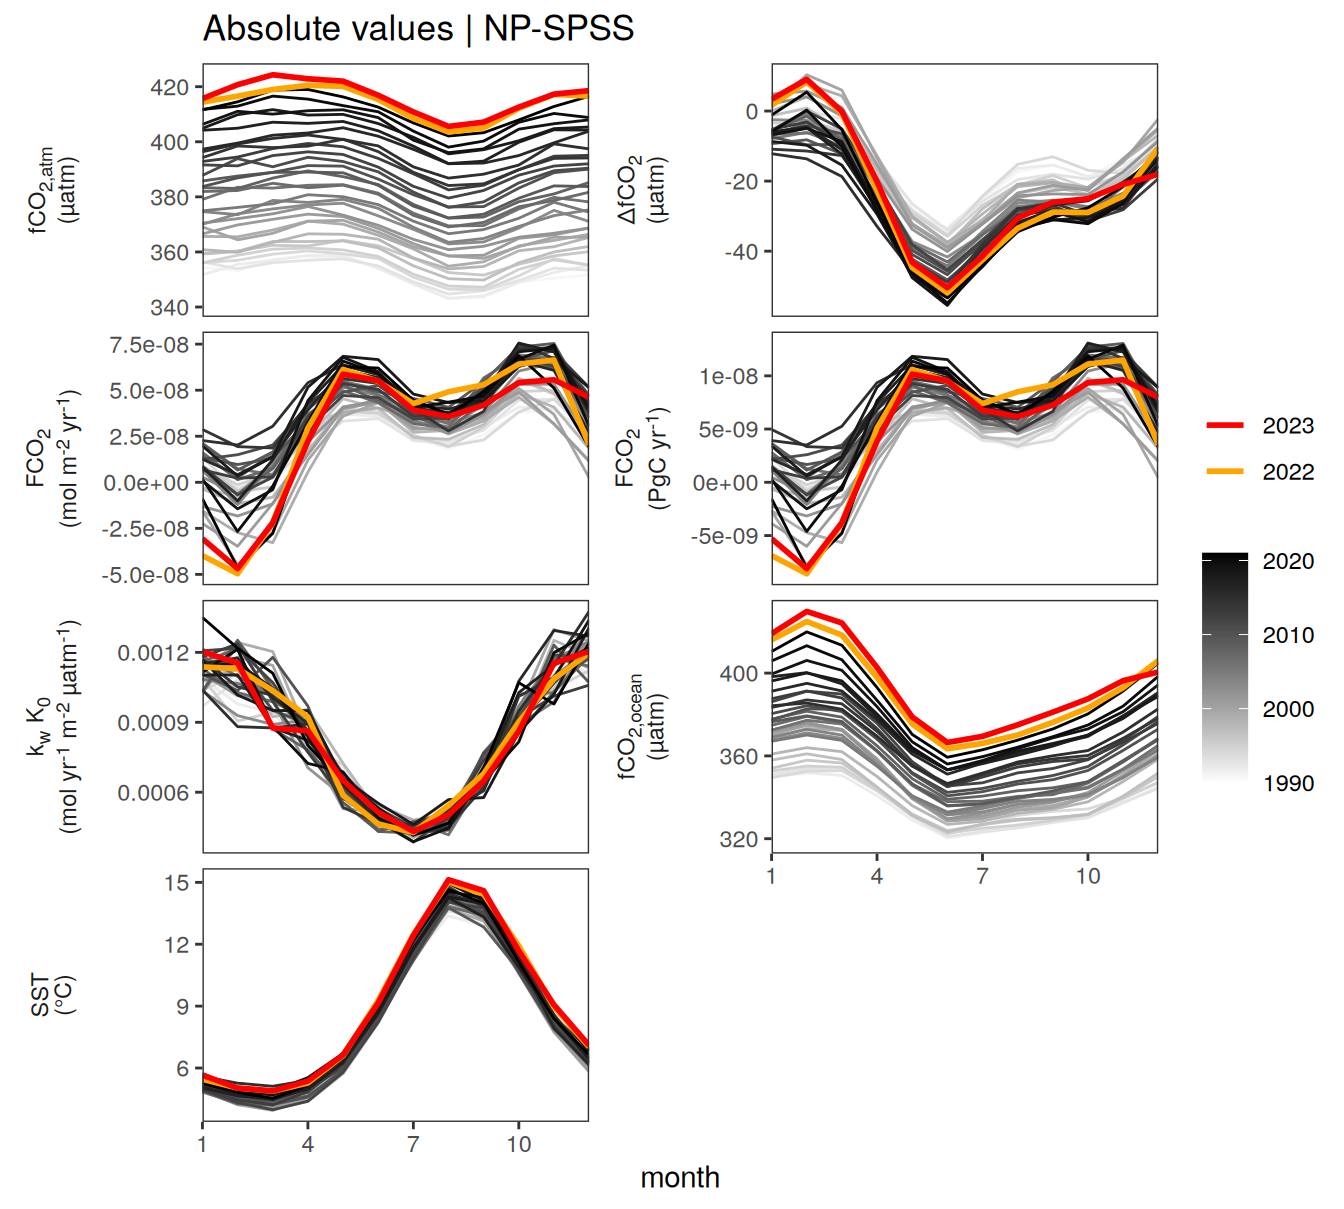 Absolute values | NP-SPSS
fCO2,atm
(µatm)
420
400
380
360
340
ΔfCO2
(µatm)
0
-20
-40
FCO2
(mol m-2 yr-1)
7.5e-08
5.0e-08
2.5e-08
0.0e+00
-2.5e-08
-5.0e-08
FCO2
(PgC yr-1)
1e-08
5e-09
0e+00
-5e-09
kw K0
(mol yr-1 m-2 µatm-1)
0.0012
0.0009
0.0006
fCO2,ocean
(µatm)
400
360
320
1
4
7
10
SST
(°C)
15
12
9
6
1
4
7
10
month
2023
2022
2020
2010
2000
1990